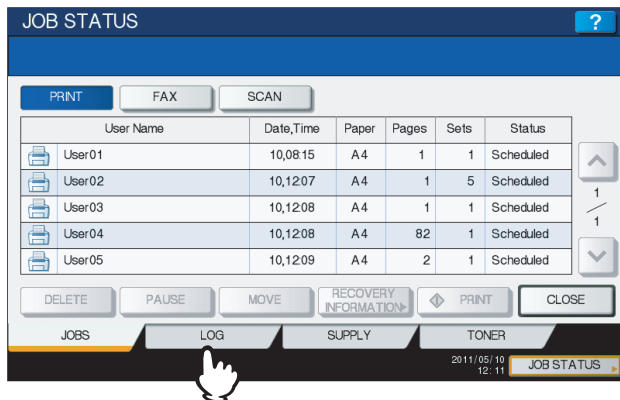 JOB STATUS ?
PRINT FAX SCAN
User Name Date,Time Paper Pages Sets Status
User01 10,08:15 A4 1 1 Scheduled
User02 10,12:07 A4 1 5 Scheduled
User03 10,12:08 A4 1 1 Scheduled
User04 10,12:08 A4 82 1 Scheduled
User05 10,12:09 A4 2 1 Scheduled
1
1
DELETE PAUSE MOVE RECOVERY INFORMATION PRINT CLOSE
JOBS LOG SUPPLY TONER
2011/05/10
12:11
JOB STATUS